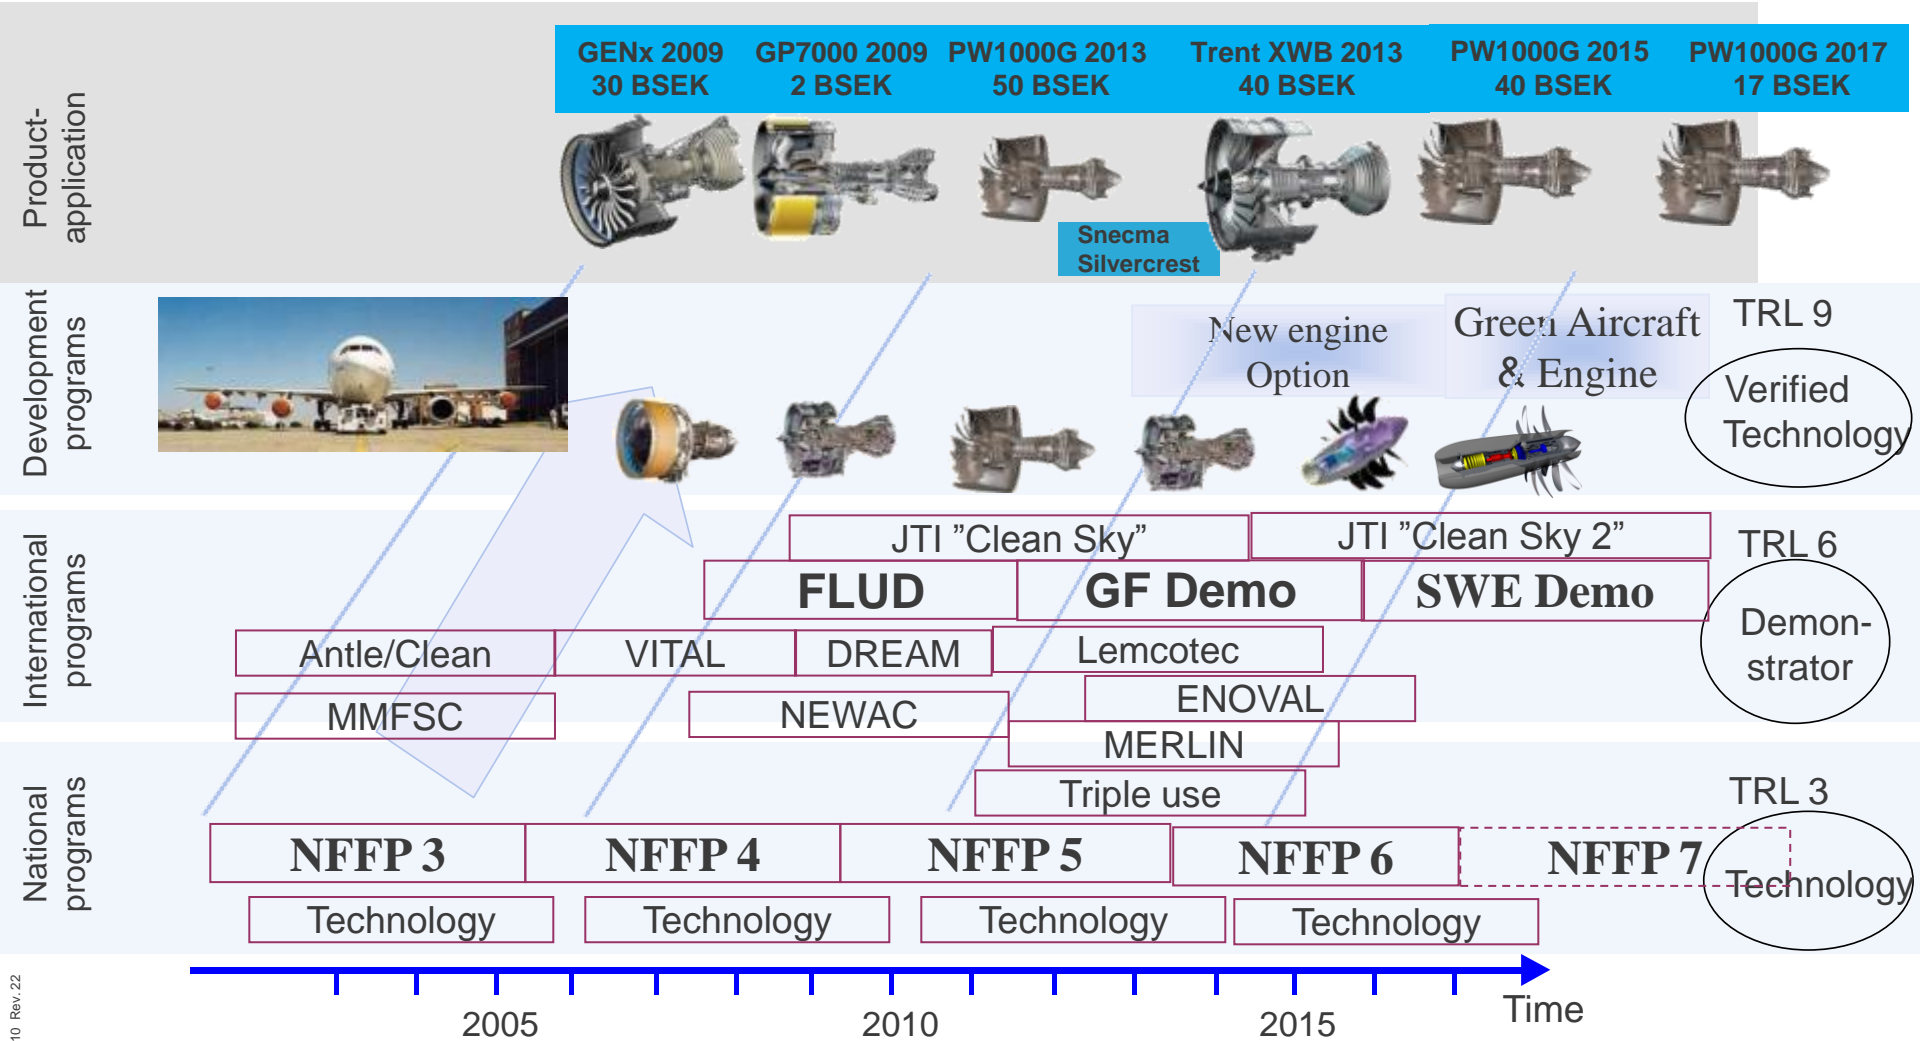 GENx 2009
30 BSEK
GP7000 2009
2 BSEK
PW1000G 2013
50 BSEK
Trent XWB 2013
40 BSEK
PW1000G 2015
40 BSEK
PW1000G 2017
17 BSEK
Product-
application
Snecma
Silvercrest
Development
programs
New engine
Option
Green Aircraft
& Engine
TRL 9
Verified
Technology
International
programs
JTI ”Clean Sky”
JTI ”Clean Sky 2”
TRL 6
FLUD
GF Demo
SWE Demo
Demon-
strator
Antle/Clean
VITAL
DREAM
Lemcotec
MMFSC
NEWAC
ENOVAL
MERLIN
Triple use
National
programs
TRL 3
NFFP 3
NFFP 4
NFFP 5
NFFP 6
NFFP 7
Technology
Technology
Technology
Technology
Technology
2005
2010
2015
Time
10 Rev. 22